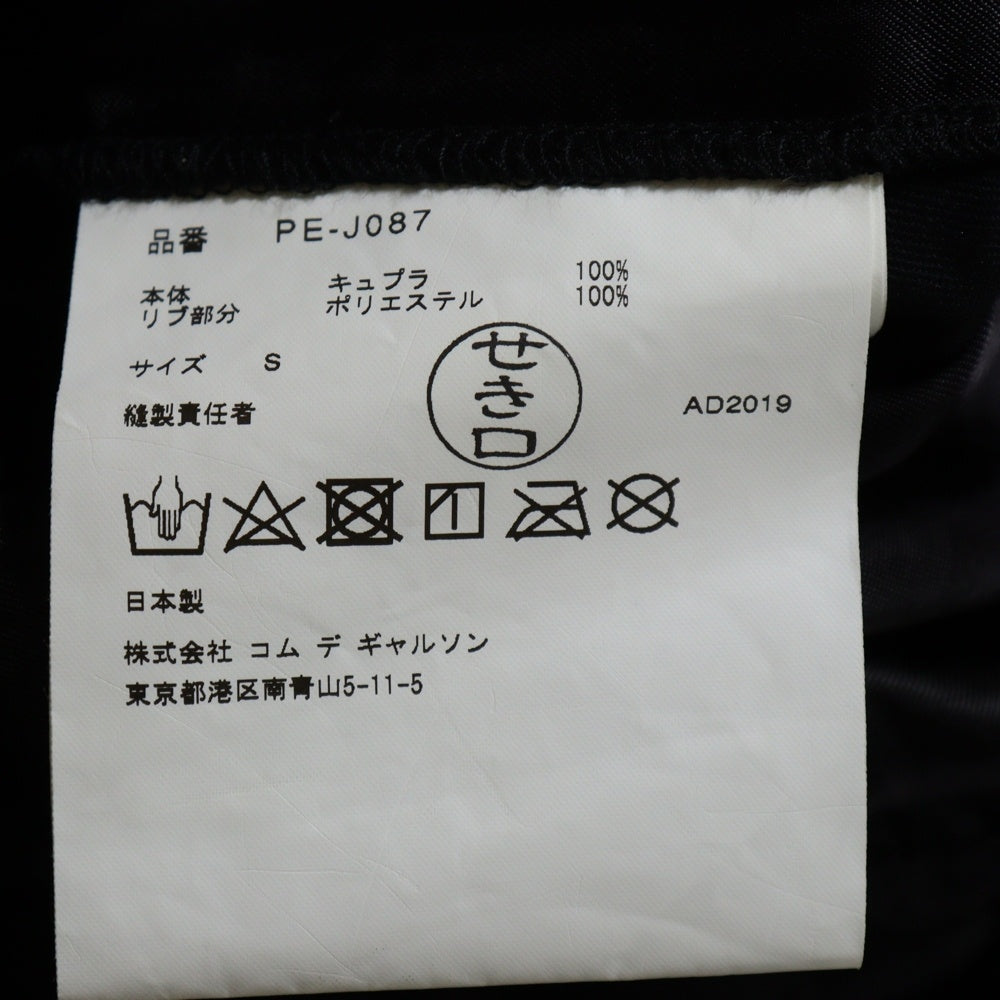 品番 PE-J087
本体 キュプラ 100%
リブ部分 ポリエステル 100%
サイズ S
縫製責任者 せき口 AD2019
日本製
株式会社 コム デ ギャルソン
東京都港区南青山5-11-5